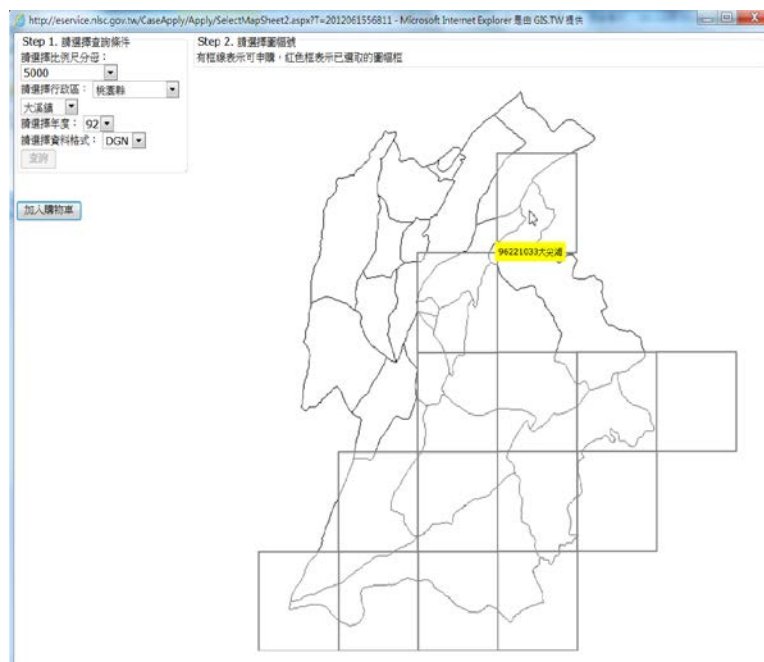 http://eservice.nlsc.gov.tw/CaseApply/Apply/SelectMapSheet2.aspx?T=2012061556811 - Microsoft Internet Explorer 是由 GIS.TW 提供
Step 1. 請選擇查詢條件
請選擇比例尺分母：
5000
請選擇行政區： 桃園縣
大溪鎮
請選擇年度： 92
請選擇資料格式： DGN
查詢
加入購物車
Step 2. 請選擇圖幅號
有框線表示可申購，紅色框表示已選取的圖幅框
96221033大尖湖